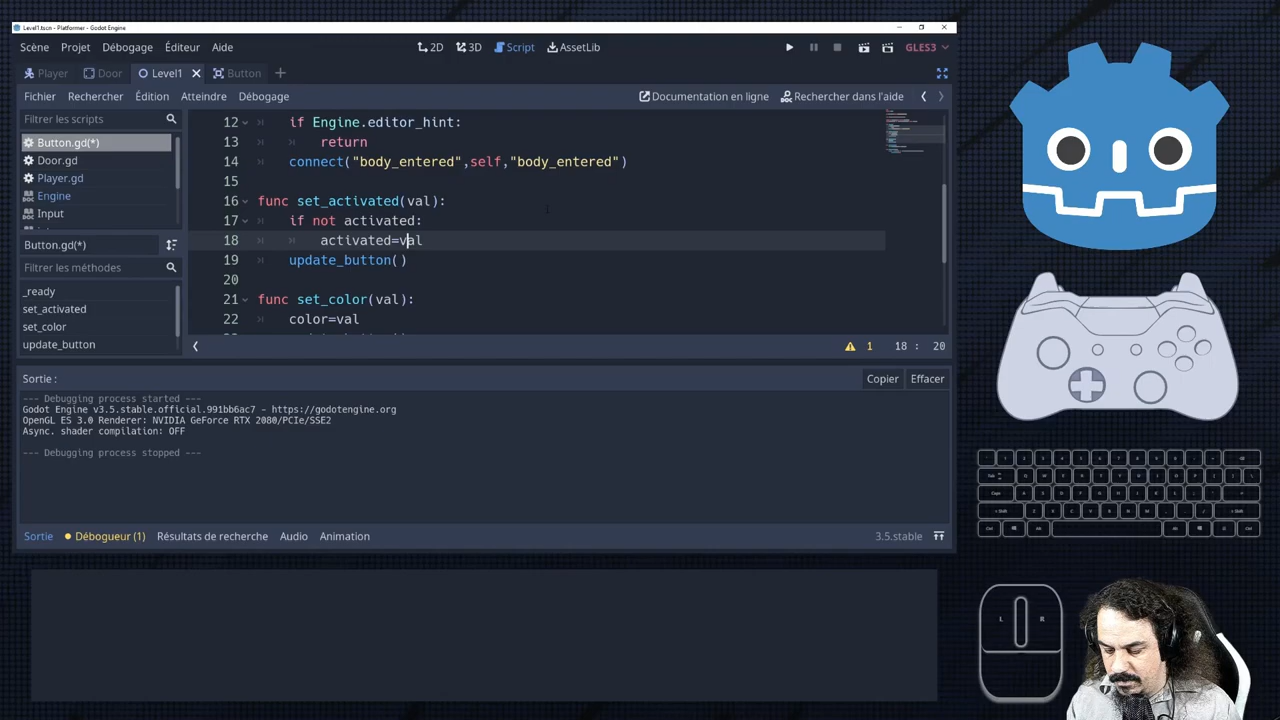 Level1.tscn - Platformer - Godot Engine
Scène Projet Débogage Éditeur Aide
2D 3D Script AssetLib
GLES3
Player Door Level1 Button
Fichier Rechercher Édition Atteindre Débogage
Documentation en ligne Rechercher dans l'aide
Filtrer les scripts
Button.gd(*)
Door.gd
Player.gd
Engine
Input
Button.gd(*)
Filtrer les méthodes
_ready
set_activated
set_color
update_button
12 if Engine.editor_hint:
13 return
14 connect("body_entered",self,"body_entered")
15
16 func set_activated(val):
17 if not activated:
18 activated=val
19 update_button()
20
21 func set_color(val):
22 color=val
1 18 : 20
Sortie :
Copier Effacer
--- Debugging process started ---
Godot Engine v3.5.stable.official.991bb6ac7 - https://godotengine.org
OpenGL ES 3.0 Renderer: NVIDIA GeForce RTX 2080/PCIe/SSE2
Async. shader compilation: OFF
--- Debugging process stopped ---
Sortie Débogueur (1) Résultats de recherche Audio Animation
3.5.stable
L R